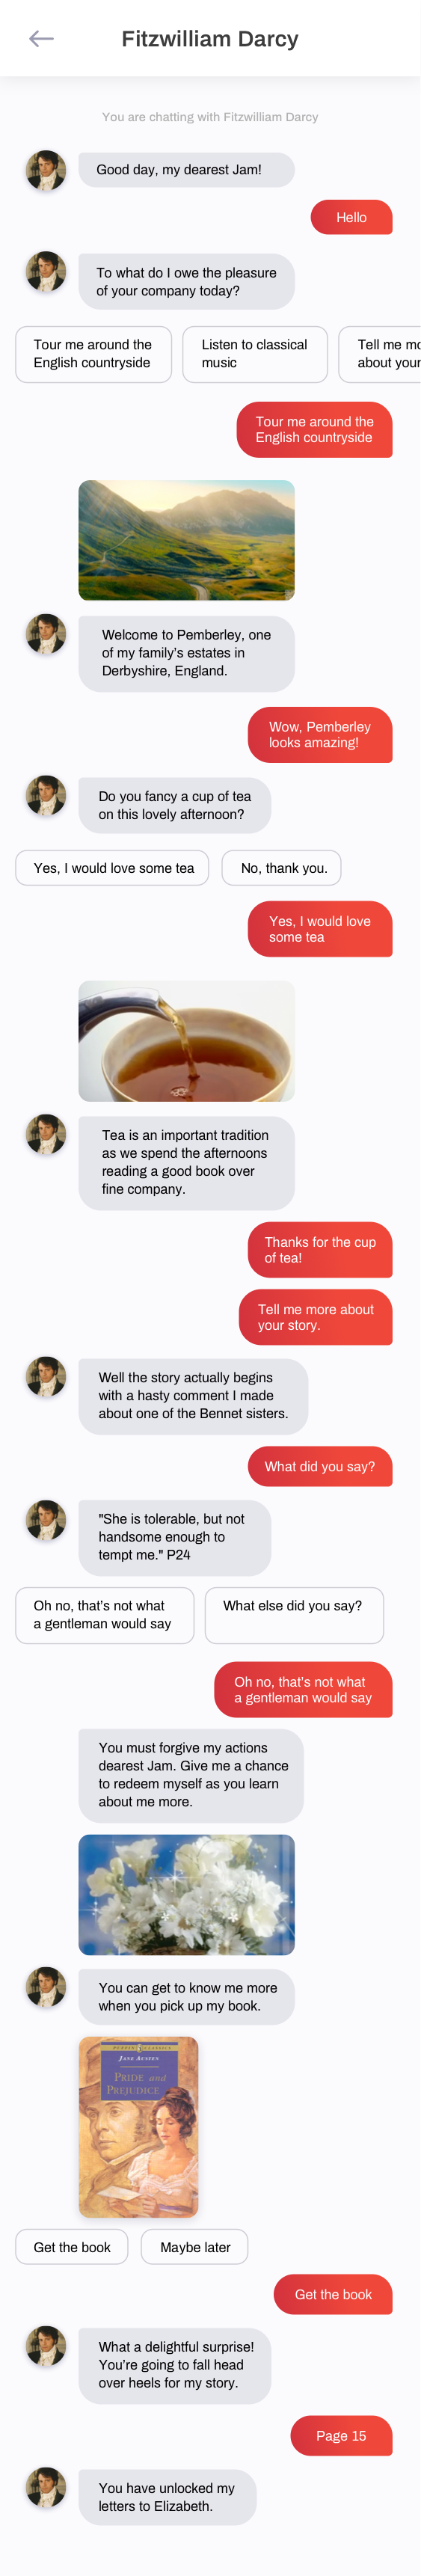 Fitzwilliam Darcy
You are chatting with Fitzwilliam Darcy
Good day, my dearest Jam!
Hello
To what do I owe the pleasure
of your company today?
Tour me around the
English countryside
Listen to classical
music
Tell me mo
about your
Tour me around the
English countryside
Welcome to Pemberley, one
of my family's estates in
Derbyshire, England.
Wow, Pemberley
looks amazing!
Do you fancy a cup of tea
on this lovely afternoon?
Yes, I would love some tea
No, thank you.
Yes, I would love
some tea
Tea is an important tradition
as we spend the afternoons
reading a good book over
fine company.
Thanks for the cup
of tea!
Tell me more about
your story.
Well the story actually begins
with a hasty comment I made
about one of the Bennet sisters.
What did you say?
"She is tolerable, but not
handsome enough to
tempt me." P24
Oh no, that's not what
a gentleman would say
What else did you say?
Oh no, that's not what
a gentleman would say
You must forgive my actions
dearest Jam. Give me a chance
to redeem myself as you learn
about me more.
You can get to know me more
when you pick up my book.
PUFFIN CLASSICS
JANE AUSTEN
PRIDE and
PREJUDICE
Get the book
Maybe later
Get the book
What a delightful surprise!
You're going to fall head
over heels for my story.
Page 15
You have unlocked my
letters to Elizabeth.